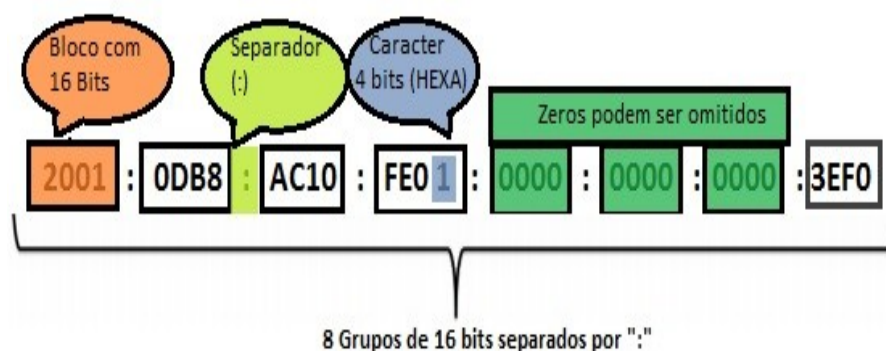 Bloco com
16 Bits
Separador
(:)
Caracter
4 bits (HEXA)
Zeros podem ser omitidos
2001 : 0DB8 : AC10 : FE01 : 0000 : 0000 : 0000 : 3EF0
8 Grupos de 16 bits separados por ":"